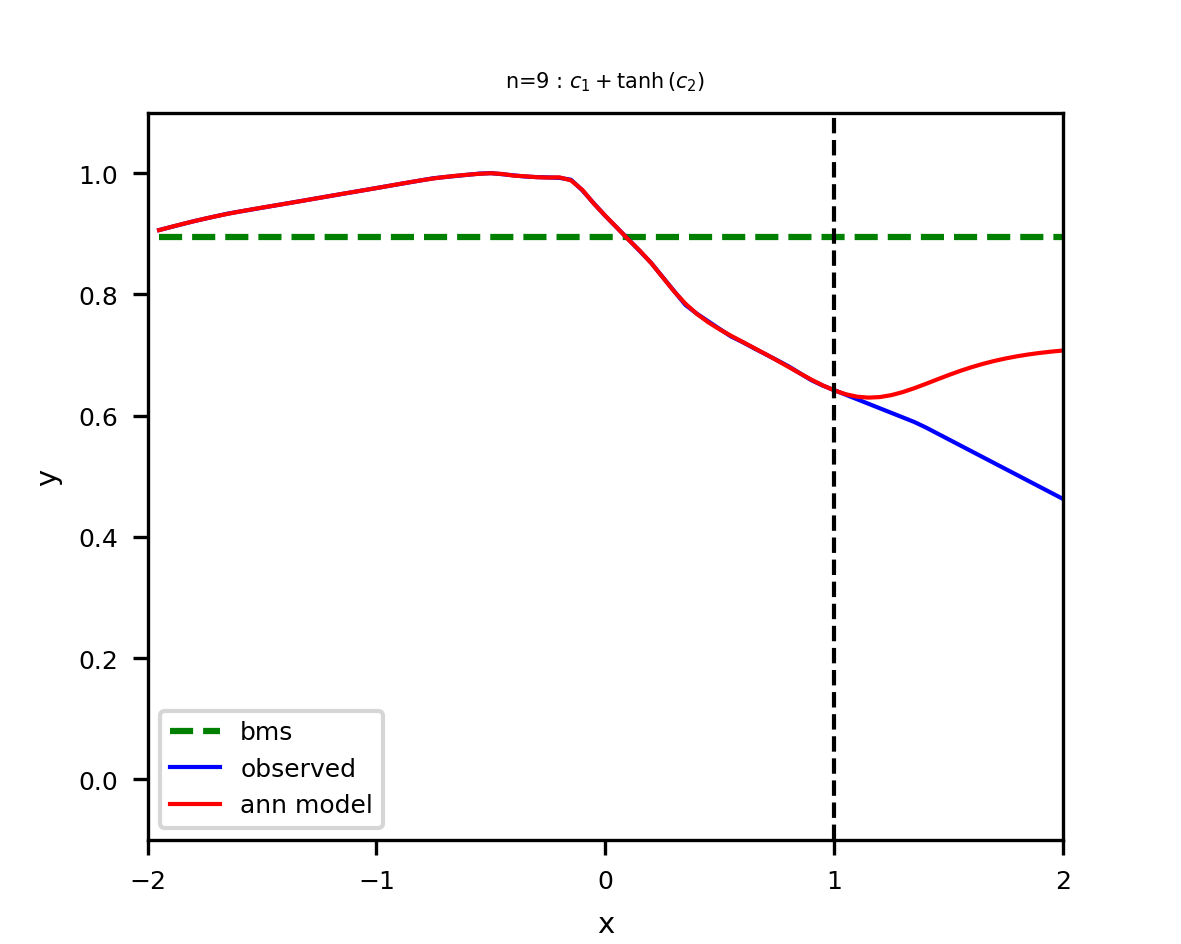 n=9 : c₁ + tanh (c₂)
1.0
0.8
0.6
0.4
0.2
0.0
y
bms
observed
ann model
−2 −1 0 1 2
x